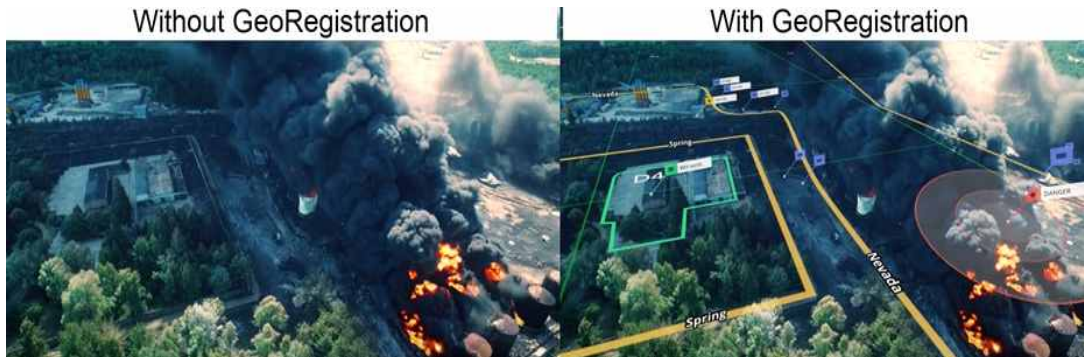 Without GeoRegistration
With GeoRegistration
Nevada
Spring
D4
DANGER
Nevada
Spring